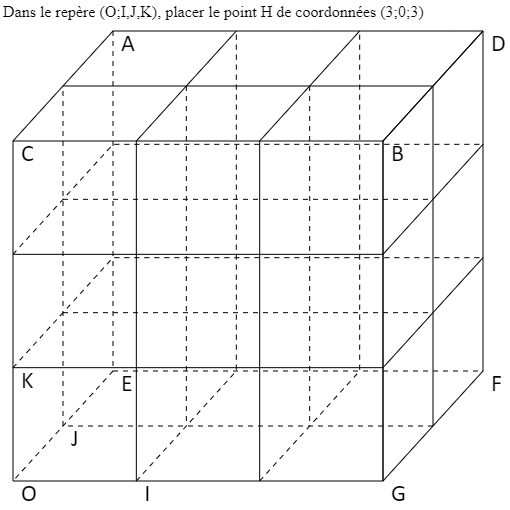 Dans le repère (O;I,J,K), placer le point H de coordonnées (3;0;3)
A
D
C
B
K
E
F
J
O
I
G